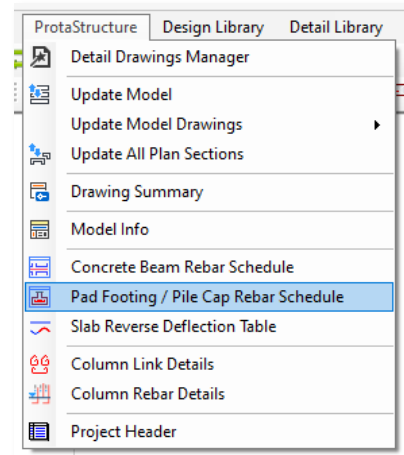 ProtaStructure Design Library Detail Library
Detail Drawings Manager
Update Model
Update Model Drawings
Update All Plan Sections
Drawing Summary
Model Info
Concrete Beam Rebar Schedule
Pad Footing / Pile Cap Rebar Schedule
Slab Reverse Deflection Table
Column Link Details
Column Rebar Details
Project Header